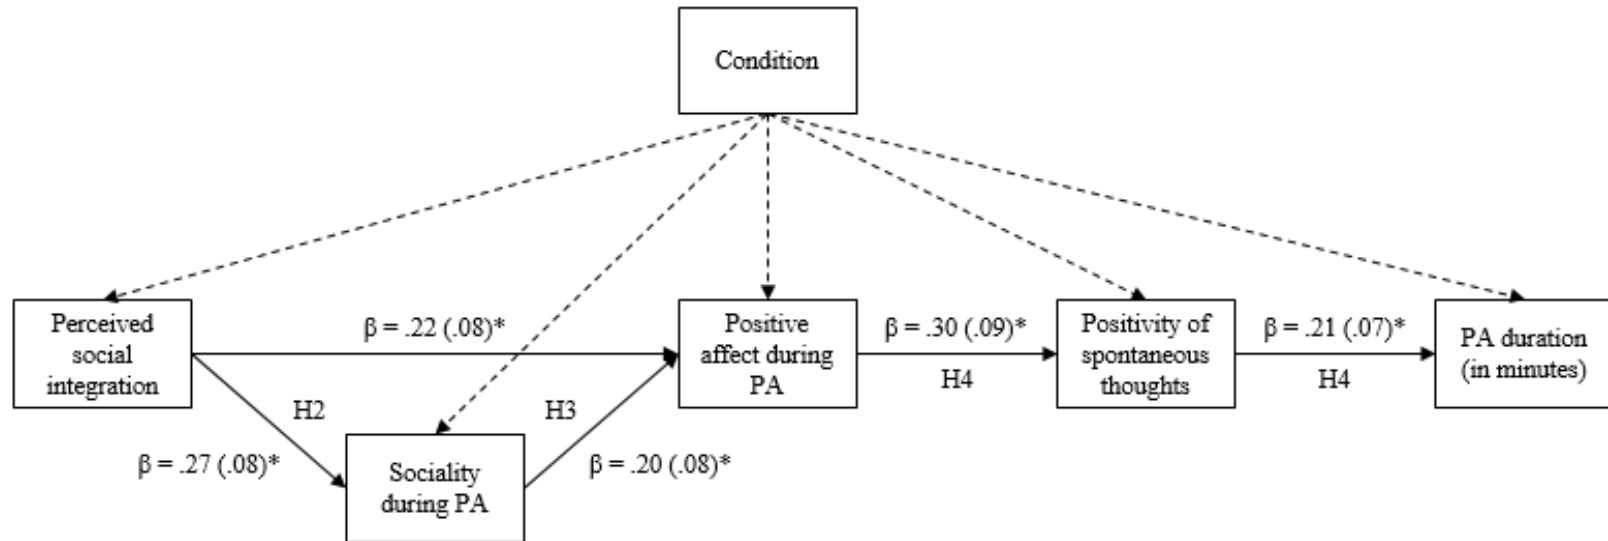 Condition
Perceived
social
integration
β = .22 (.08)*
Positive
affect during
PA
β = .30 (.09)*
H4
Positivity of
spontaneous
thoughts
β = .21 (.07)*
H4
PA duration
(in minutes)
H2
H3
β = .27 (.08)*
Sociality
during PA
β = .20 (.08)*